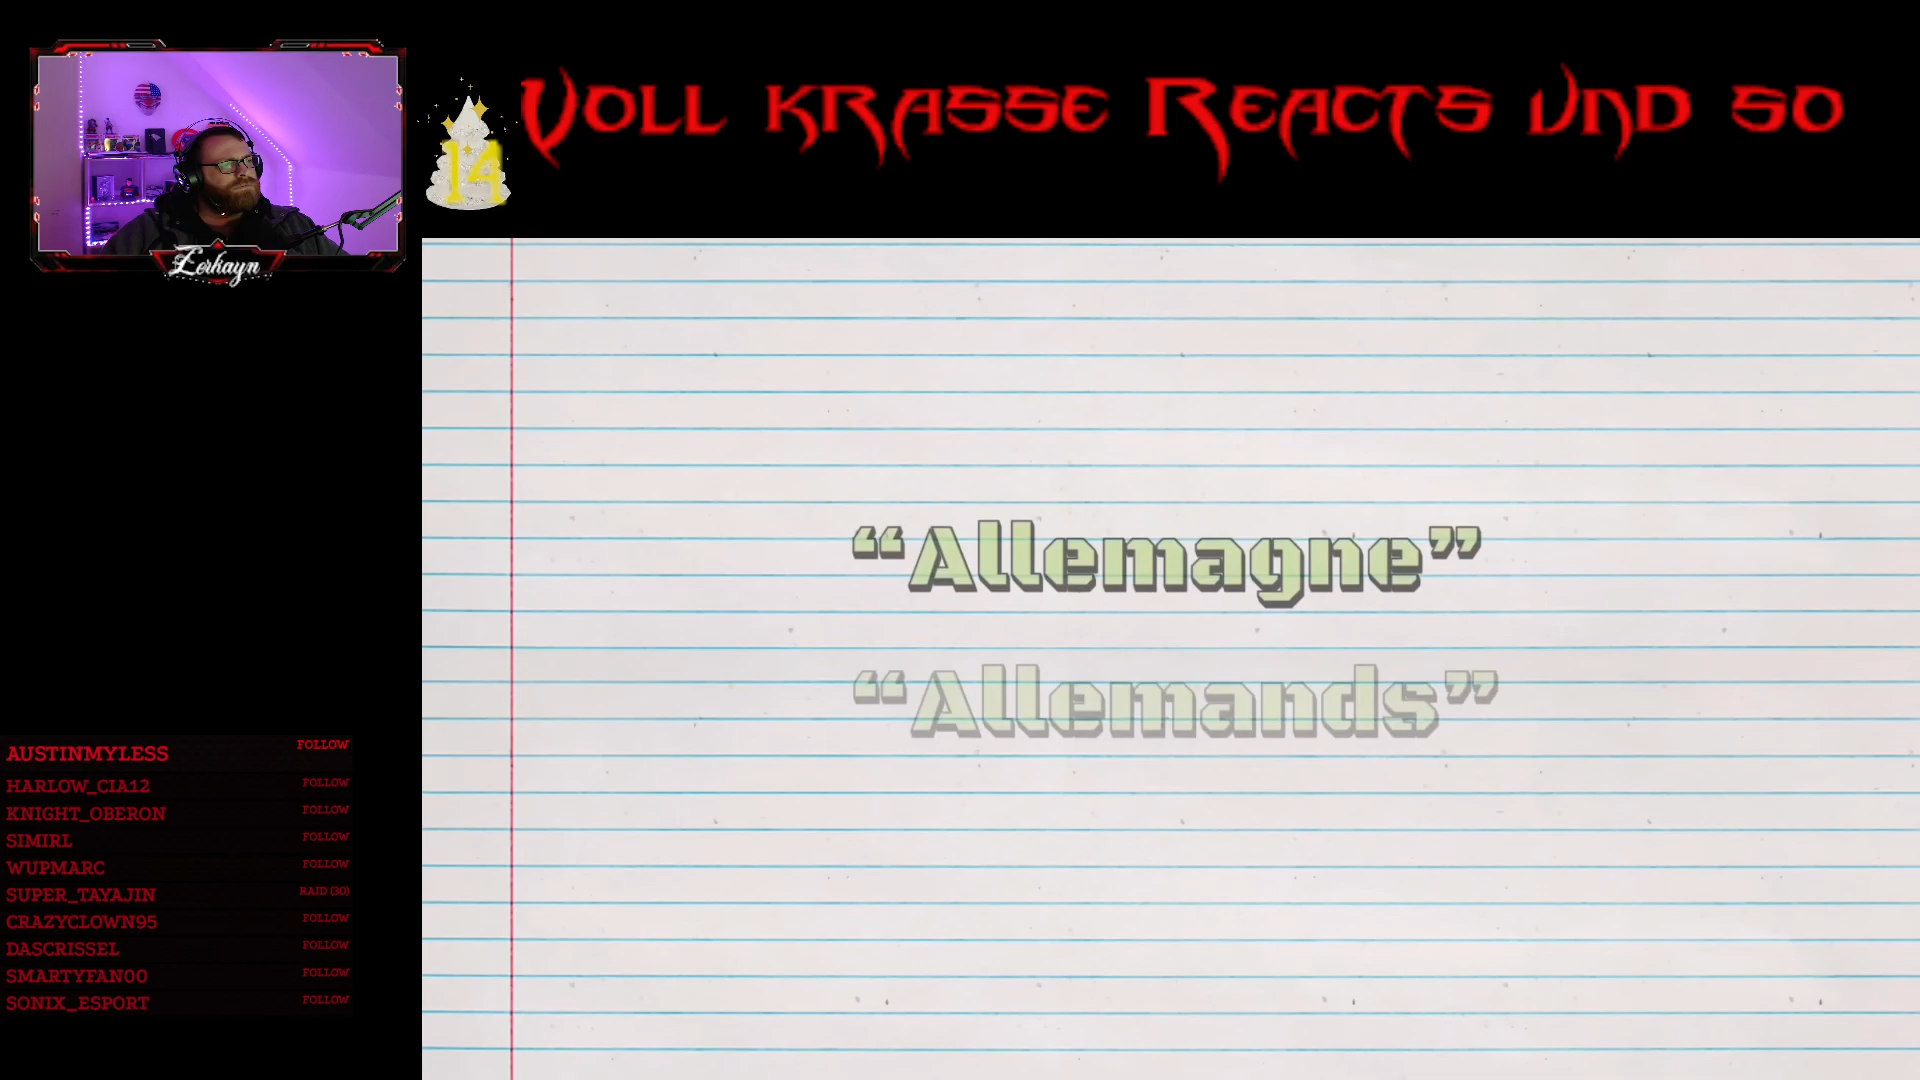 Voll krasse Reacts und so
14
Zerkayn
“Allemagne”
“Allemands”
AUSTINMYLESS FOLLOW
HARLOW_CIA12 FOLLOW
KNIGHT_OBERON FOLLOW
SIMIRL FOLLOW
WUPMARC FOLLOW
SUPER_TAYAJIN RAID (30)
CRAZYCLOWN95 FOLLOW
DASCRISSEL FOLLOW
SMARTYFAN00 FOLLOW
SONIX_ESPORT FOLLOW